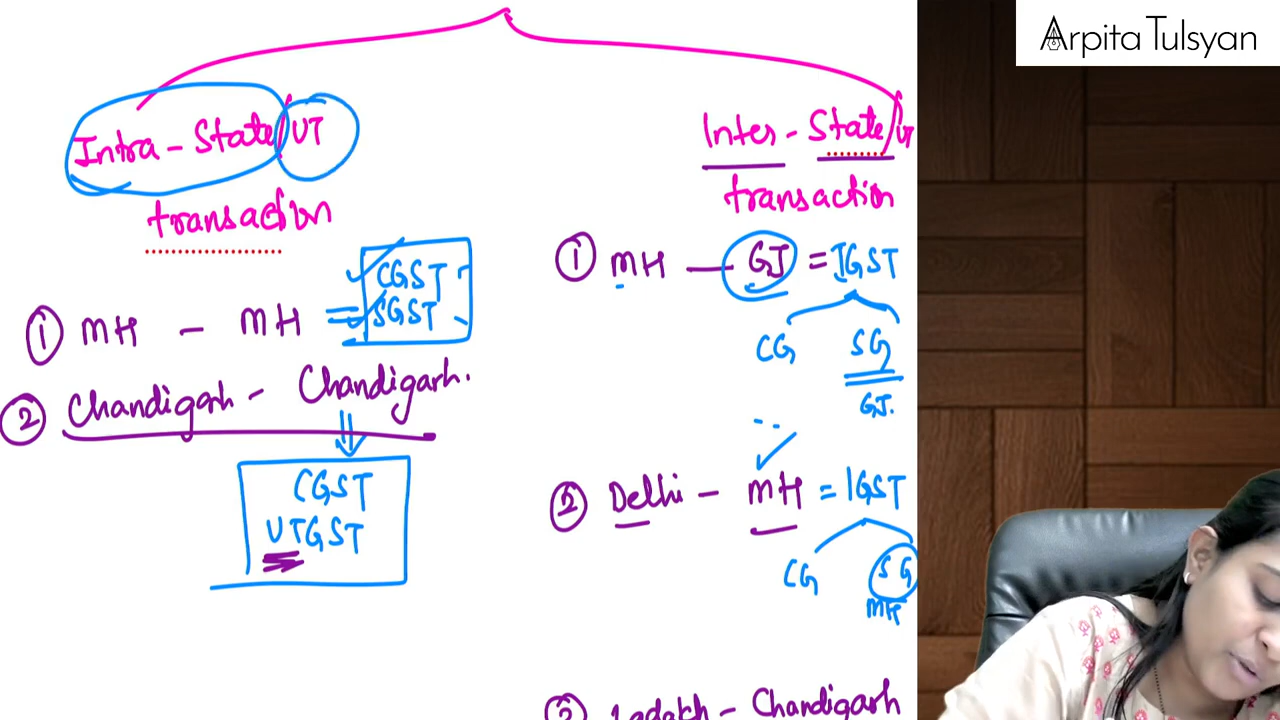 Arpita Tulsyan
Intra - State/UT
transaction
① MH - MH = CGST
SGST
② Chandigarh - Chandigarh.
CGST
UTGST
Inter - State/UT
transaction
① MH — GJ = IGST
CG SG
GJ.
② Delhi - MH = IGST
CG SG
MH
③ Ladakh - Chandigarh